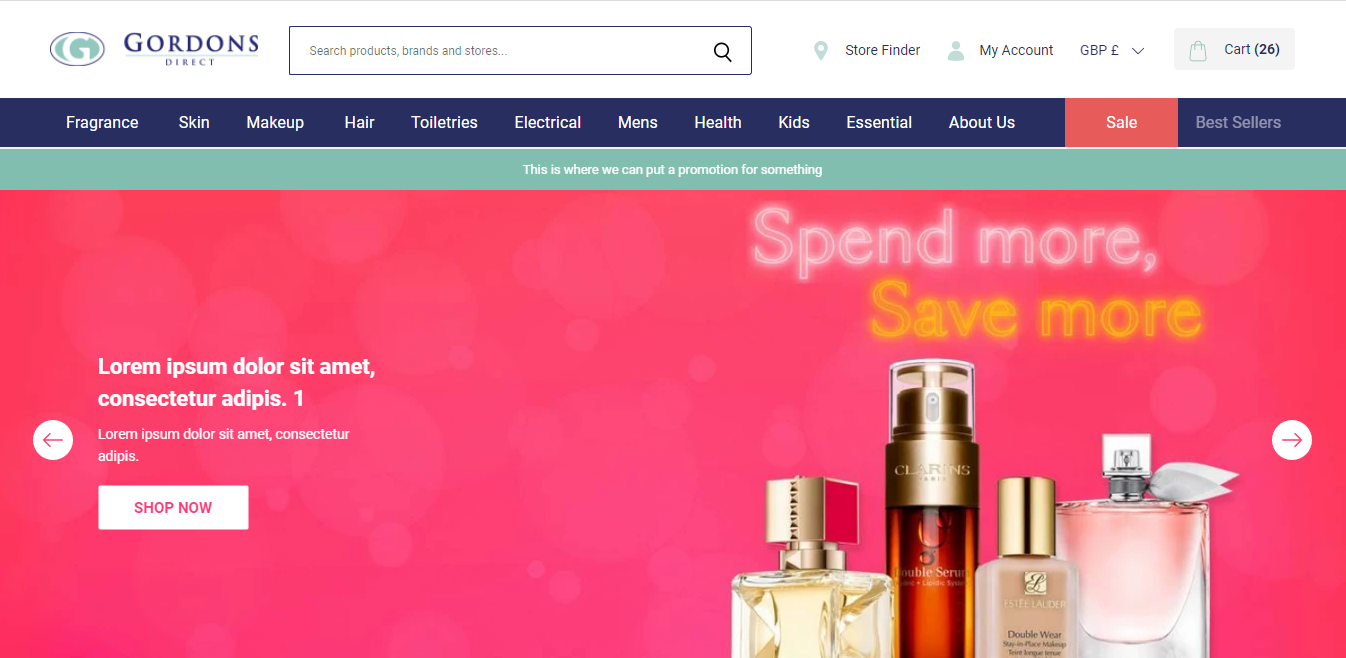 GORDONS
DIRECT
Search products, brands and stores...
Store Finder
My Account
GBP £
Cart (26)
Fragrance
Skin
Makeup
Hair
Toiletries
Electrical
Mens
Health
Kids
Essential
About Us
Sale
Best Sellers
This is where we can put a promotion for something
Spend more,
Save more
Lorem ipsum dolor sit amet,
consectetur adipis. 1
Lorem ipsum dolor sit amet, consectetur
adipis.
SHOP NOW
CLARINS
PARIS
Double Serum
ESTĒE LAUDER
Double Wear
Stay-in-Place Makeup
Teint longue tenue